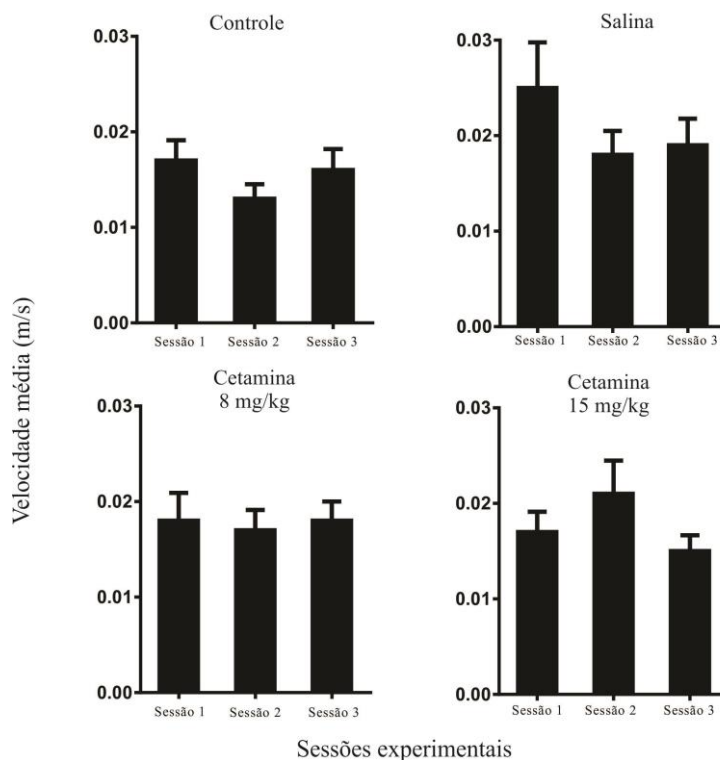 Controle
0.03
0.02
0.01
0.00
Sessão 1 Sessão 2 Sessão 3
Salina
0.03
0.02
0.01
0.00
Sessão 1 Sessão 2 Sessão 3
Velocidade média (m/s)
Cetamina
8 mg/kg
0.03
0.02
0.01
0.00
Sessão 1 Sessão 2 Sessão 3
Cetamina
15 mg/kg
0.03
0.02
0.01
0.00
Sessão 1 Sessão 2 Sessão 3
Sessões experimentais